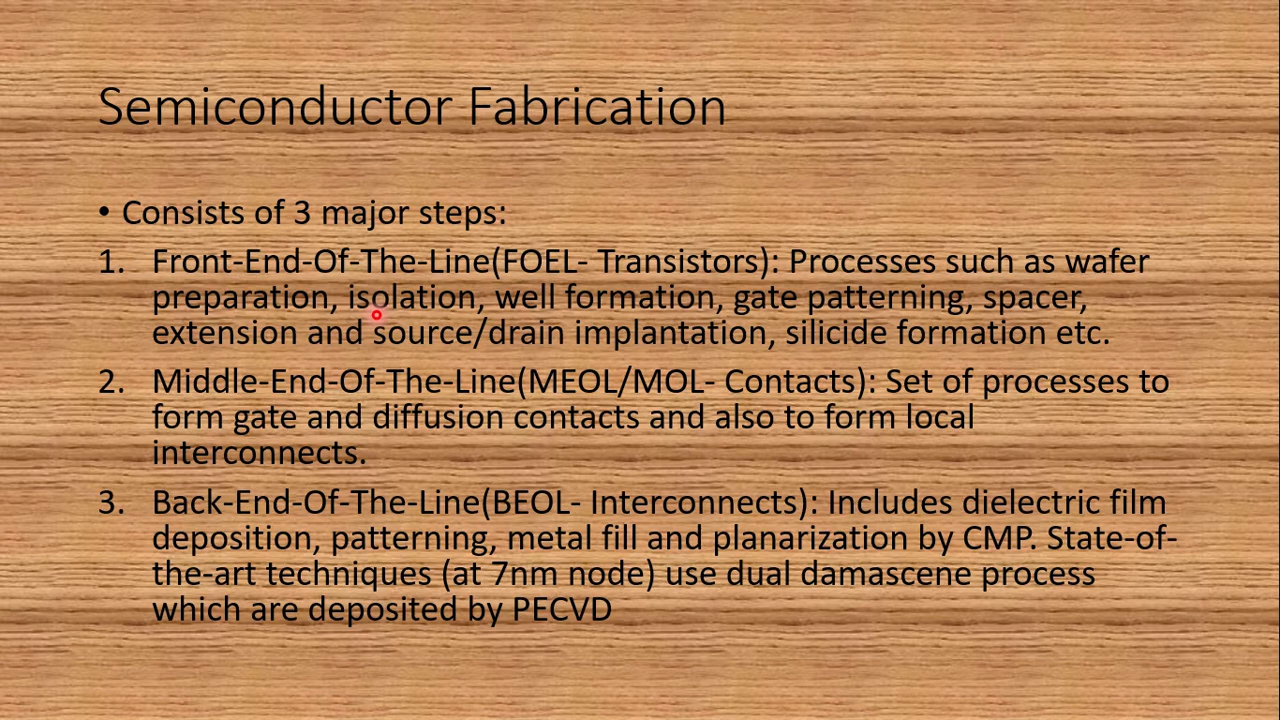 Semiconductor Fabrication
• Consists of 3 major steps:
1. Front-End-Of-The-Line(FOEL- Transistors): Processes such as wafer
preparation, isolation, well formation, gate patterning, spacer,
extension and source/drain implantation, silicide formation etc.
2. Middle-End-Of-The-Line(MEOL/MOL- Contacts): Set of processes to
form gate and diffusion contacts and also to form local
interconnects.
3. Back-End-Of-The-Line(BEOL- Interconnects): Includes dielectric film
deposition, patterning, metal fill and planarization by CMP. State-of-
the-art techniques (at 7nm node) use dual damascene process
which are deposited by PECVD